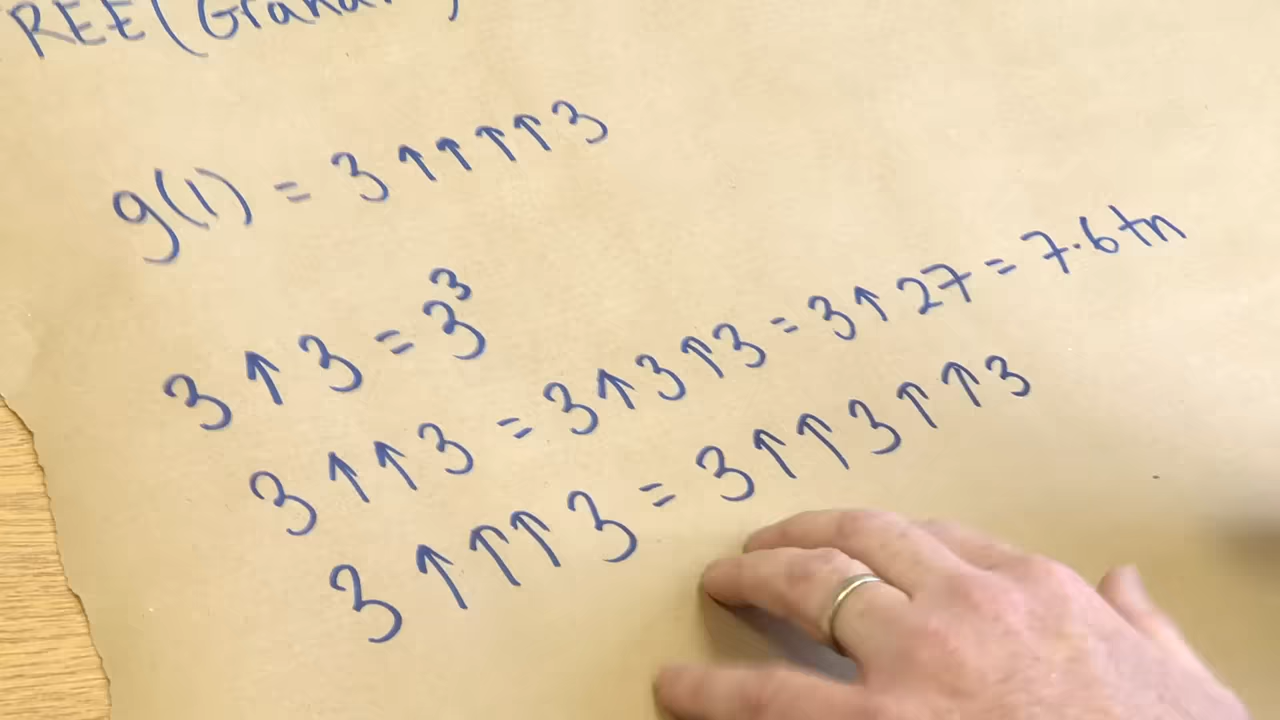 REE(Graha
g(1) = 3↑↑↑↑3
3↑3 = 3³
3↑↑3 = 3↑3↑3 = 3↑27 = 7.6tn
3↑↑↑3 = 3↑↑3↑↑3